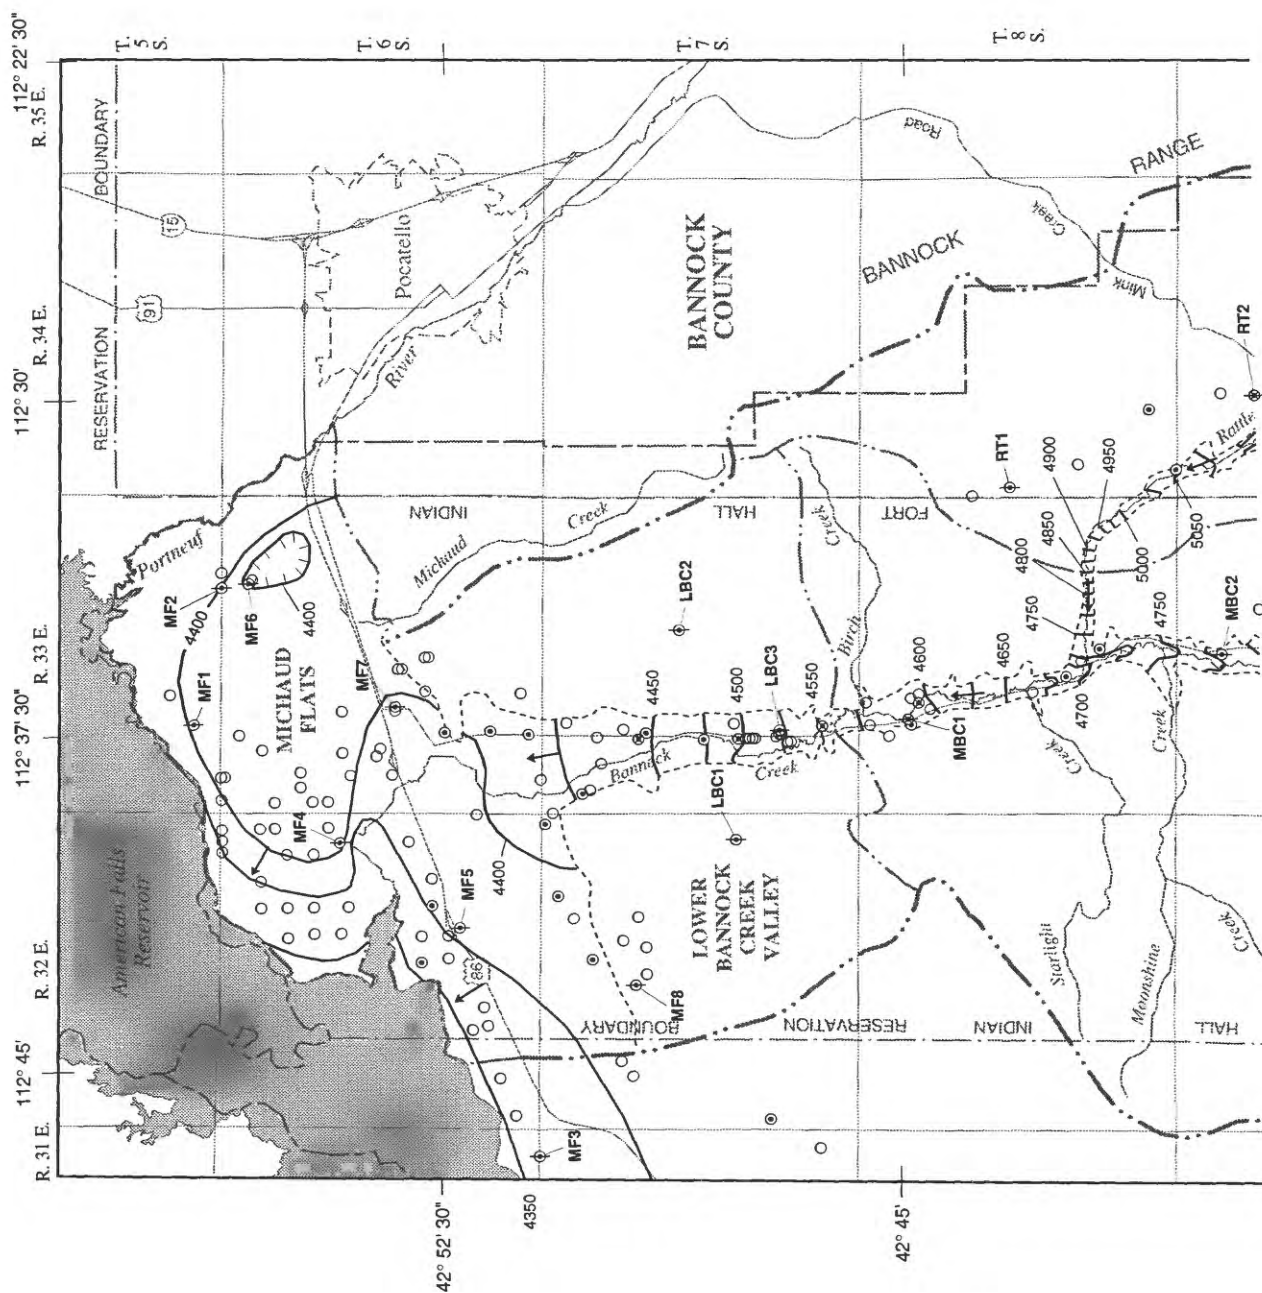 112° 22' 30"
R. 35 E.
R. 34 E.
112° 30'
R. 33 E.
112° 37' 30"
R. 32 E.
112° 45'
R. 31 E.
T.
5
S.
T.
6
S.
T.
7
S.
T.
8
S.
RESERVATION
BOUNDARY
15
91
Pocatello
River
Portneuf
BANNOCK
COUNTY
BANNOCK
RANGE
Road
Creek
Mink
RT2
RT1
Rattle
INDIAN
HALL
FORT
Michaud
Creek
Creek
Birch
MF2
4400
MF6
4400
MF1
MICHAUD
FLATS
MF7
MF4
MF5
4400
86
American Falls
Reservoir
LBC2
4450
4500
LBC3
4550
4600
4650
4700
4750
4800
4850
4900
4950
5000
5050
4750
MBC2
MBC1
Bannock
Creek
LBC1
LOWER
BANNOCK
CREEK
VALLEY
Creek
Starlight
Creek
Moonshine
Creek
MF8
BOUNDARY
RESERVATION
INDIAN
HALL
MF3
42° 52' 30"
4350
42° 45'